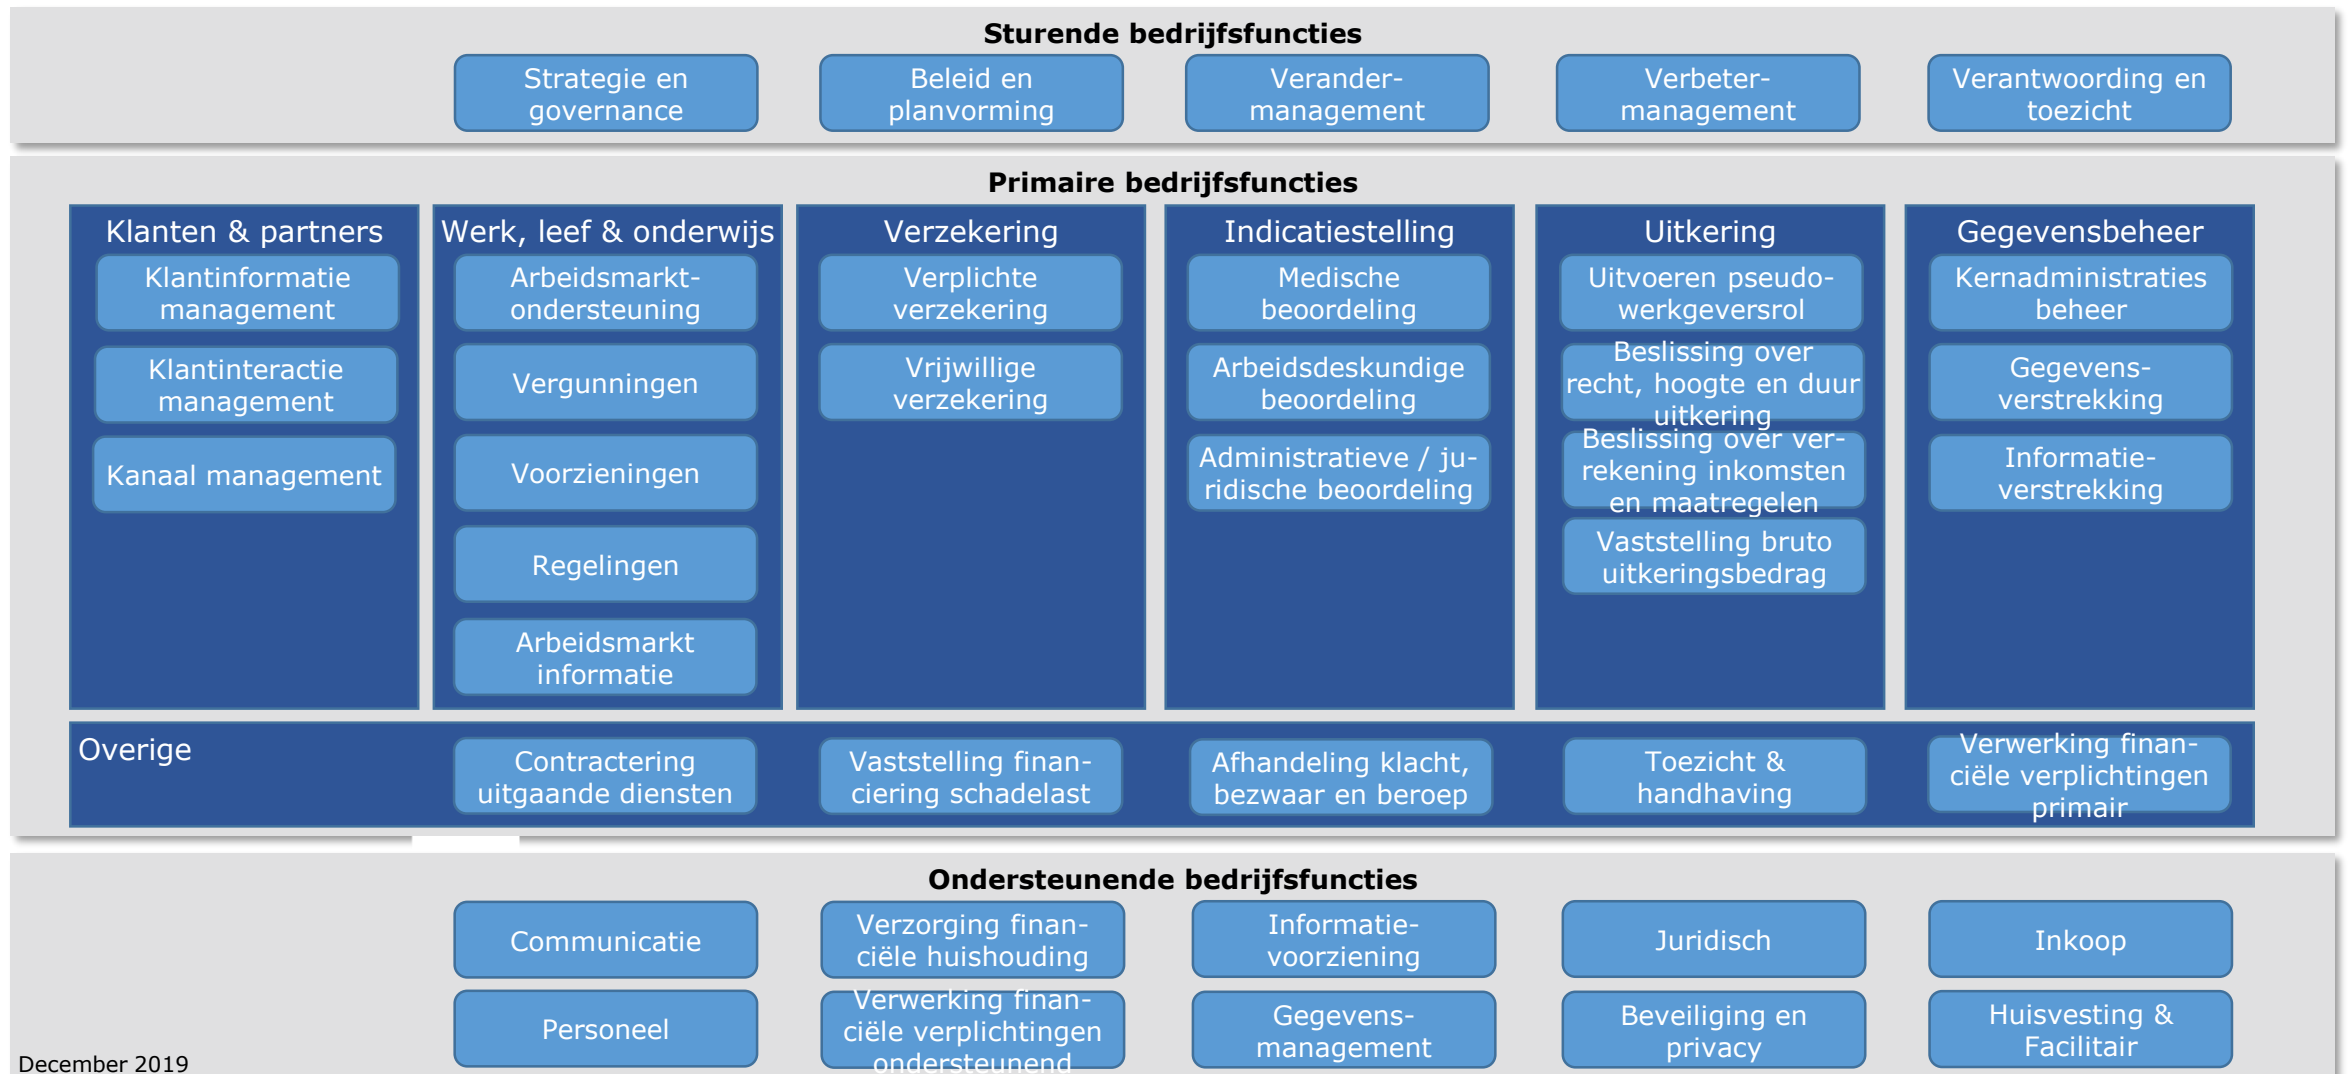 Sturende bedrijfsfuncties
Strategie en
governance
Beleid en
planvorming
Verander-
management
Verbeter-
management
Verantwoording en
toezicht
Primaire bedrijfsfuncties
Klanten & partners
Klantinformatie
management
Klantinteractie
management
Kanaal management
Werk, leef & onderwijs
Arbeidsmarkt-
ondersteuning
Vergunningen
Voorzieningen
Regelingen
Arbeidsmarkt
informatie
Verzekering
Verplichte
verzekering
Vrijwillige
verzekering
Indicatiestelling
Medische
beoordeling
Arbeidsdeskundige
beoordeling
Administratieve / ju-
ridische beoordeling
Uitkering
Uitvoeren pseudo-
werkgeversrol
Beslissing over
recht, hoogte en duur
uitkering
Beslissing over ver-
rekening inkomsten
en maatregelen
Vaststelling bruto
uitkeringsbedrag
Gegevensbeheer
Kernadministraties
beheer
Gegevens-
verstrekking
Informatie-
verstrekking
Overige
Contractering
uitgaande diensten
Vaststelling finan-
ciering schadelast
Afhandeling klacht,
bezwaar en beroep
Toezicht &
handhaving
Verwerking finan-
ciële verplichtingen
primair
Ondersteunende bedrijfsfuncties
Communicatie
Verzorging finan-
ciële huishouding
Informatie-
voorziening
Juridisch
Inkoop
Personeel
Verwerking finan-
ciële verplichtingen
ondersteunend
Gegevens-
management
Beveiliging en
privacy
Huisvesting &
Facilitair
December 2019